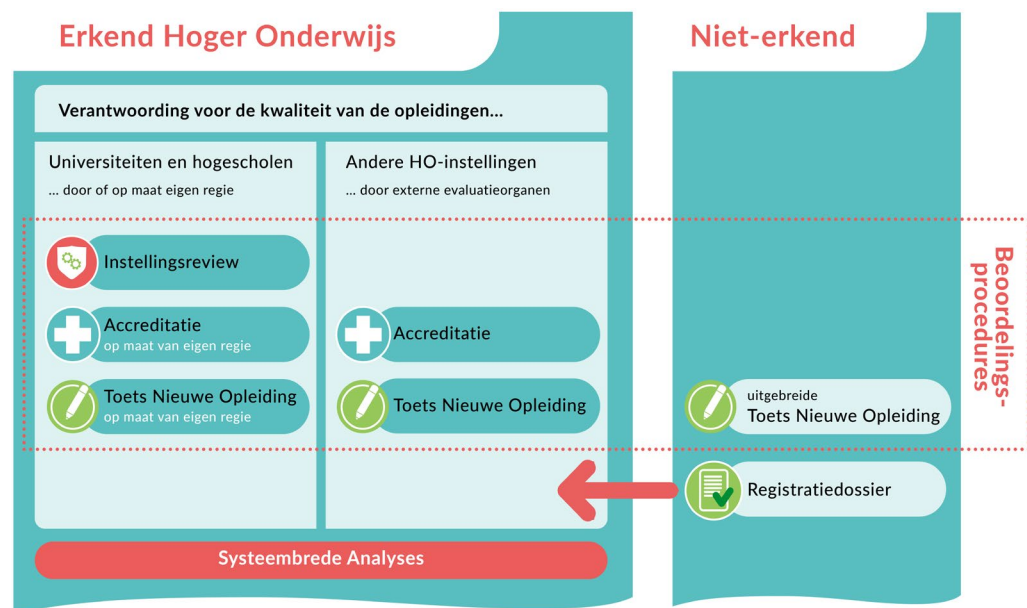 Erkend Hoger Onderwijs
Niet-erkend
Verantwoording voor de kwaliteit van de opleidingen...
Universiteiten en hogescholen
... door of op maat eigen regie
Andere HO-instellingen
... door externe evaluatieorganen
Instellingsreview
Accreditatie
op maat van eigen regie
Accreditatie
Toets Nieuwe Opleiding
op maat van eigen regie
Toets Nieuwe Opleiding
uitgebreide
Toets Nieuwe Opleiding
Beoordelings-
procedures
Registratiedossier
Systeembrede Analyses